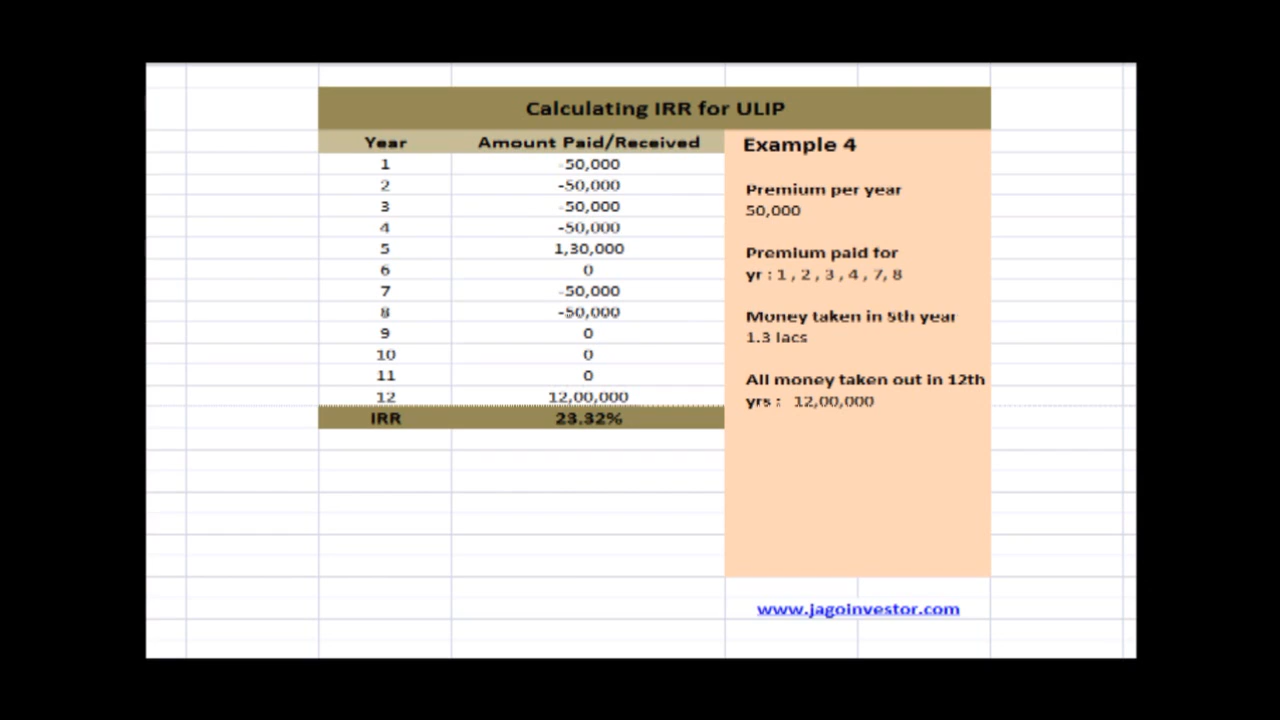 Calculating IRR for ULIP
Year Amount Paid/Received
1 -50,000
2 -50,000
3 -50,000
4 -50,000
5 1,30,000
6 0
7 -50,000
8 -50,000
9 0
10 0
11 0
12 12,00,000
IRR 23.32%
Example 4
Premium per year
50,000
Premium paid for
yr : 1 , 2 , 3 , 4 , 7, 8
Money taken in 5th year
1.3 lacs
All money taken out in 12th
yrs : 12,00,000
www.jagoinvestor.com